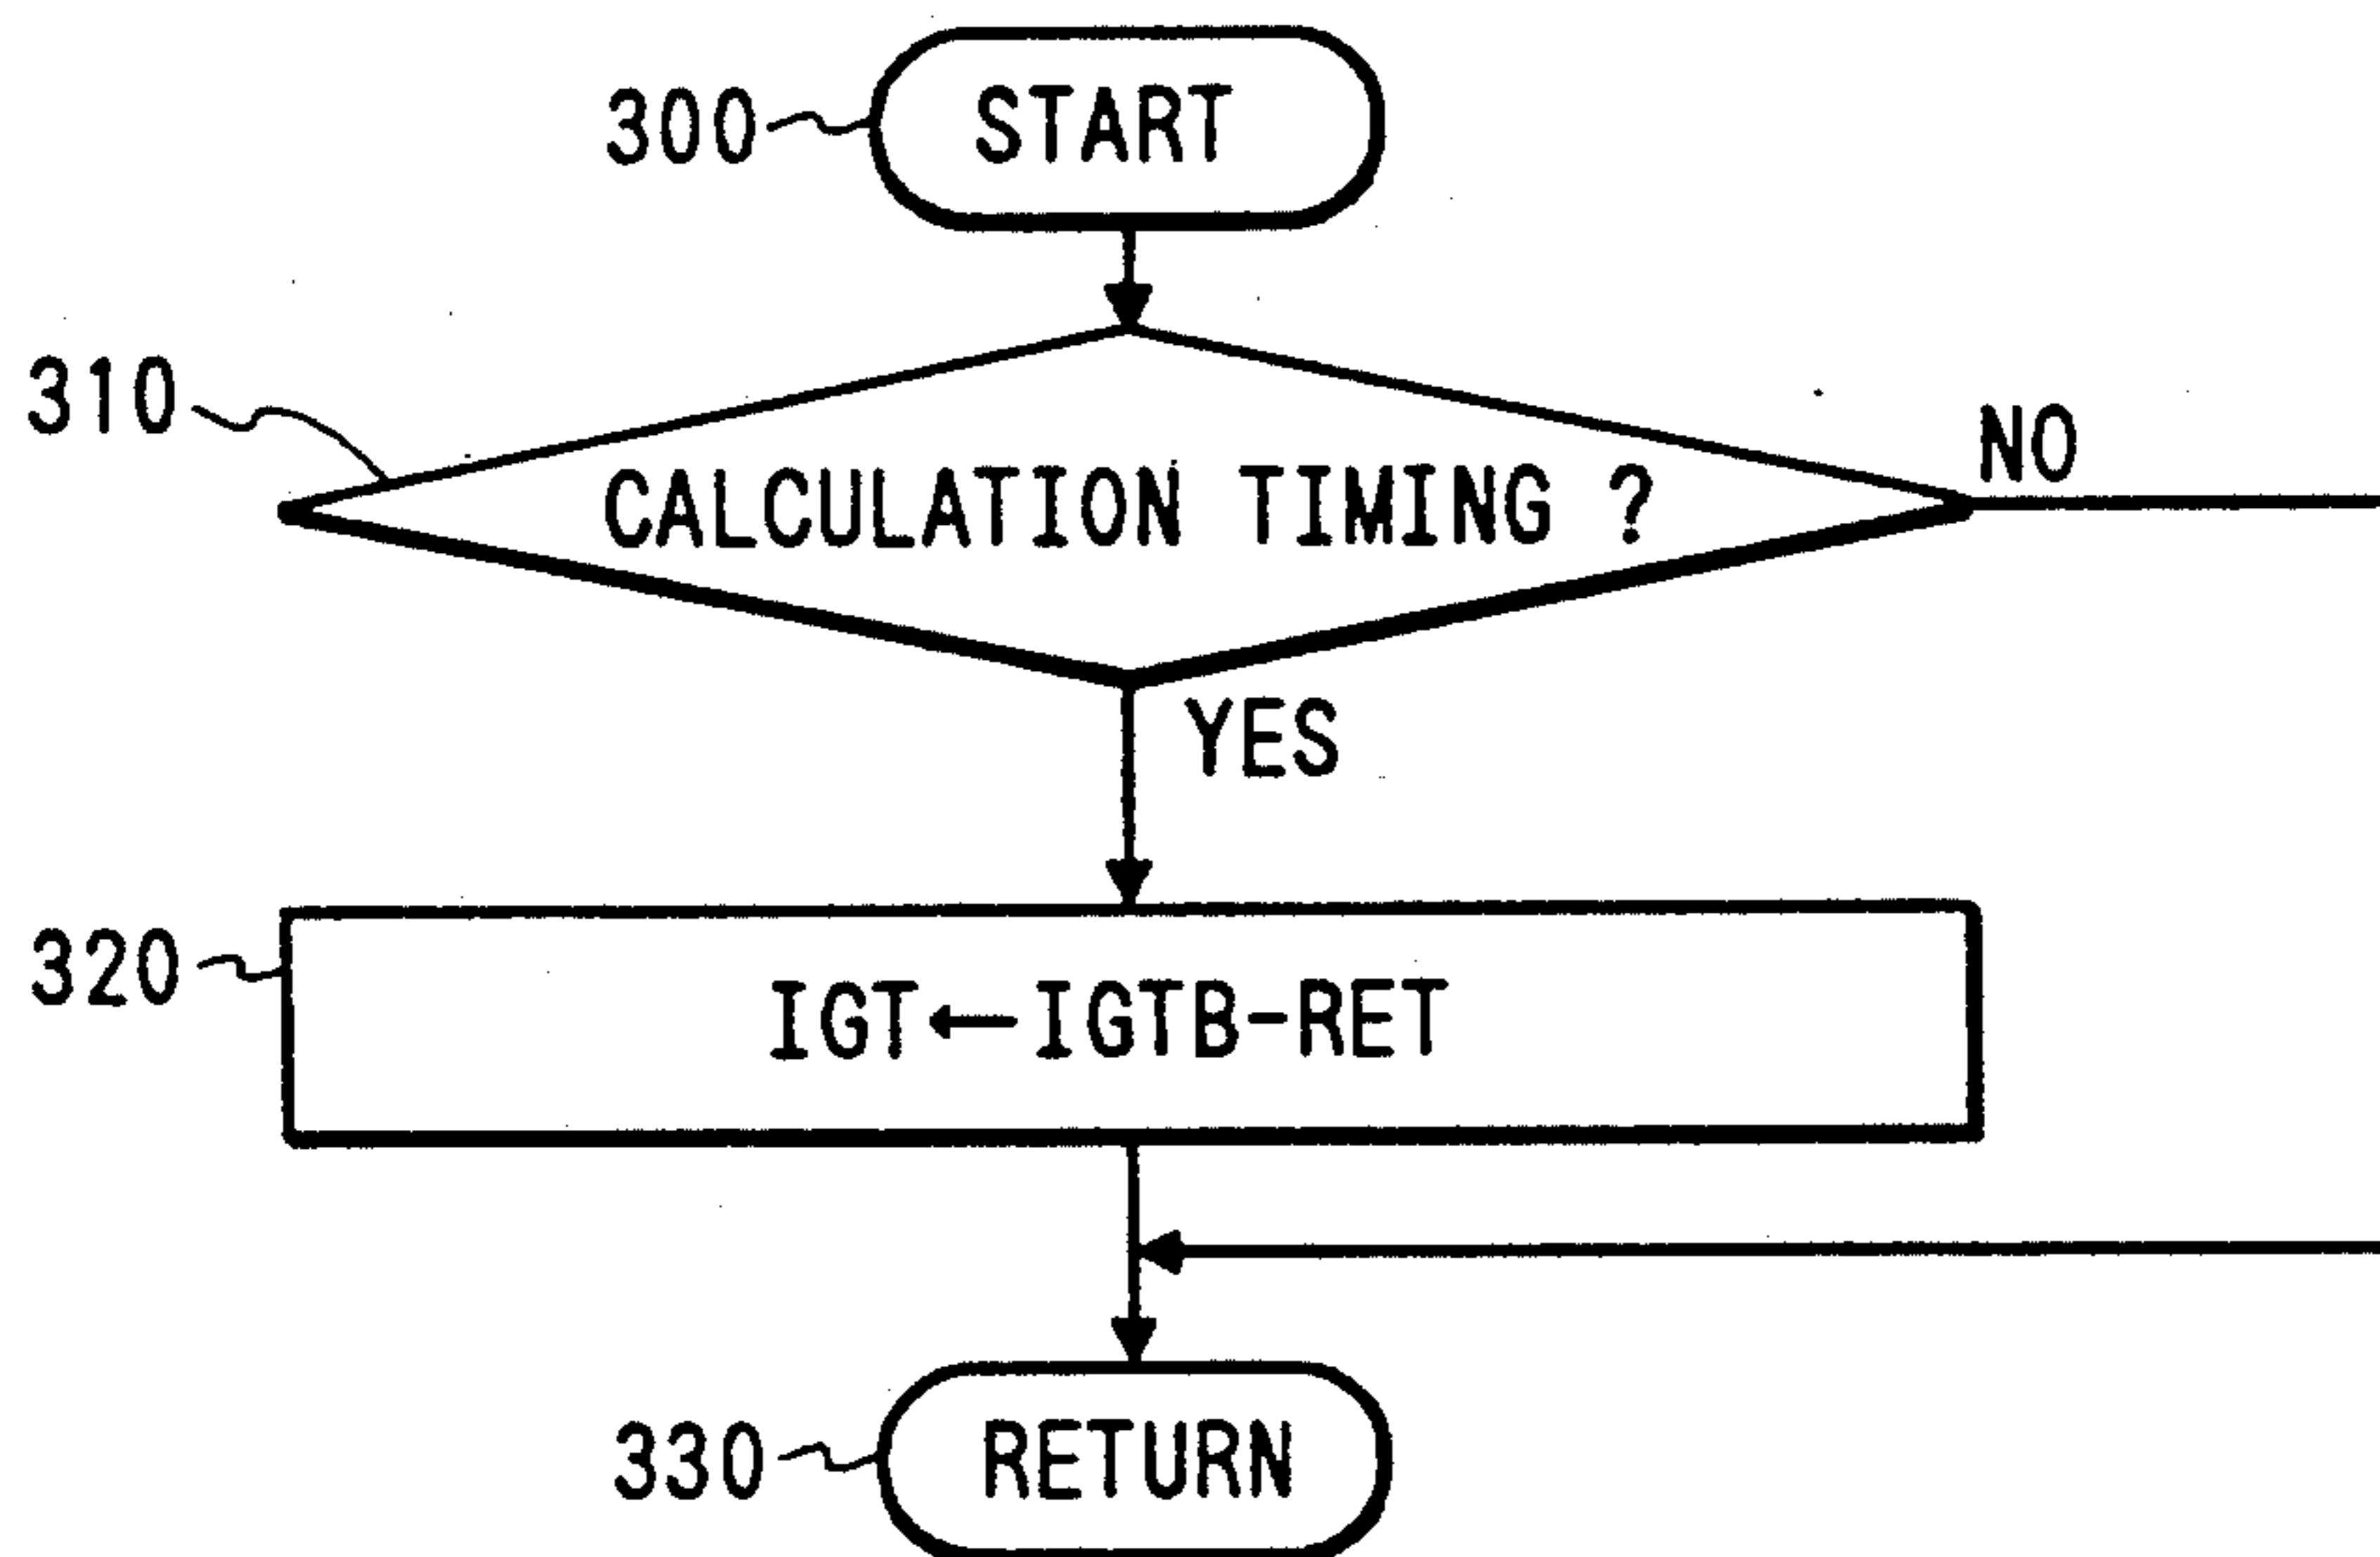 300
START
310
CALCULATION TIMING ?
NO
YES
320
IGT←IGTB-RET
330
RETURN